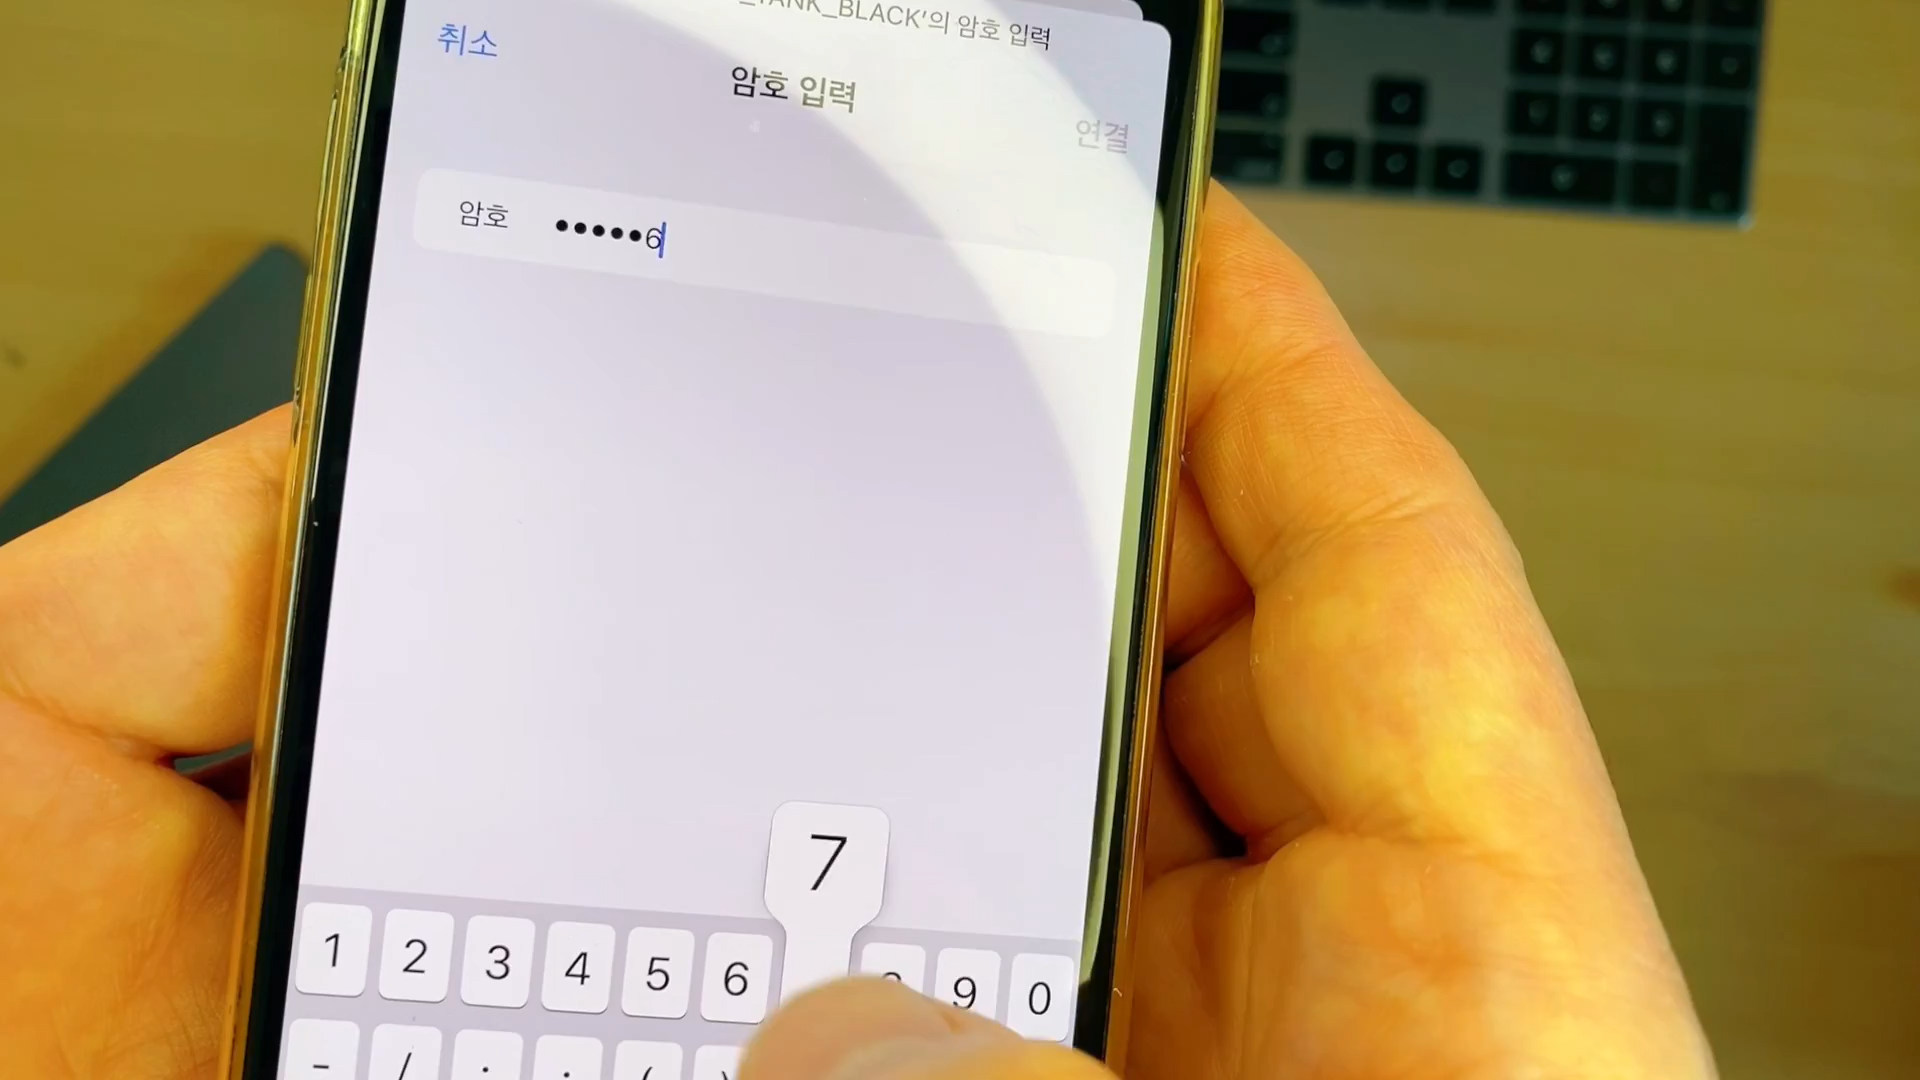 _TANK_BLACK'의 암호 입력
취소
암호 입력
연결
암호 •••••6
7
1 2 3 4 5 6 9 0
- / : ; ( )